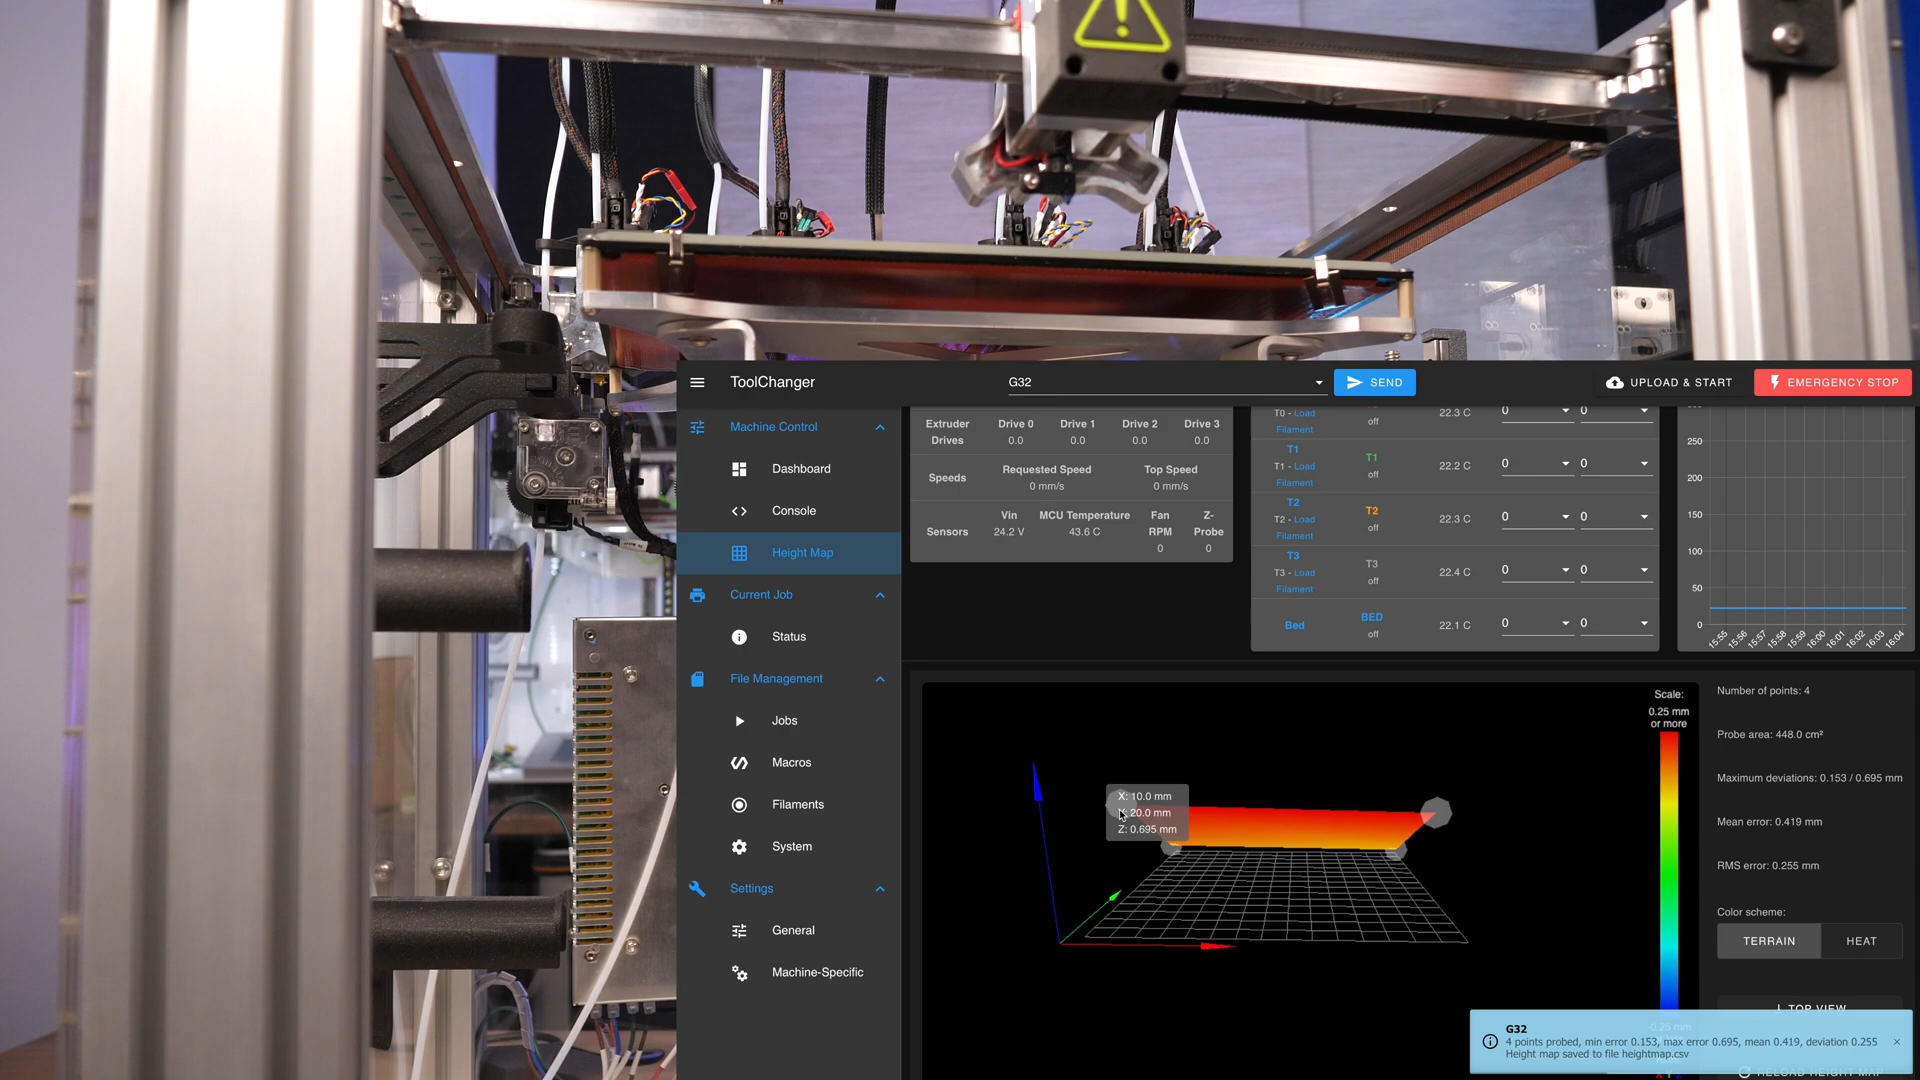 ToolChanger
G32
SEND
UPLOAD & START
EMERGENCY STOP
Machine Control
Dashboard
Console
Height Map
Current Job
Status
File Management
Jobs
Macros
Filaments
System
Settings
General
Machine-Specific
Extruder Drives
Drive 0
Drive 1
Drive 2
Drive 3
0.0
0.0
0.0
0.0
Speeds
Requested Speed
0 mm/s
Top Speed
0 mm/s
Sensors
Vin
24.2 V
MCU Temperature
43.6 C
Fan RPM
0
Z-Probe
0
T0 - Load Filament
off
22.3 C
0
0
T1
T1 - Load Filament
T1
off
22.2 C
0
0
T2
T2 - Load Filament
T2
off
22.3 C
0
0
T3
T3 - Load Filament
T3
off
22.4 C
0
0
Bed
BED
off
22.1 C
0
0
250
200
150
100
50
0
15:55
15:56
15:57
15:58
15:59
16:00
16:01
16:02
16:03
16:04
X: 10.0 mm
Y: 20.0 mm
Z: 0.695 mm
Scale:
0.25 mm
or more
Number of points: 4
Probe area: 448.0 cm²
Maximum deviations: 0.153 / 0.695 mm
Mean error: 0.419 mm
RMS error: 0.255 mm
Color scheme:
TERRAIN
HEAT
TOP VIEW
-0.25 mm
G32
4 points probed, min error 0.153, max error 0.695, mean 0.419, deviation 0.255
Height map saved to file heightmap.csv
RELOAD HEIGHT MAP